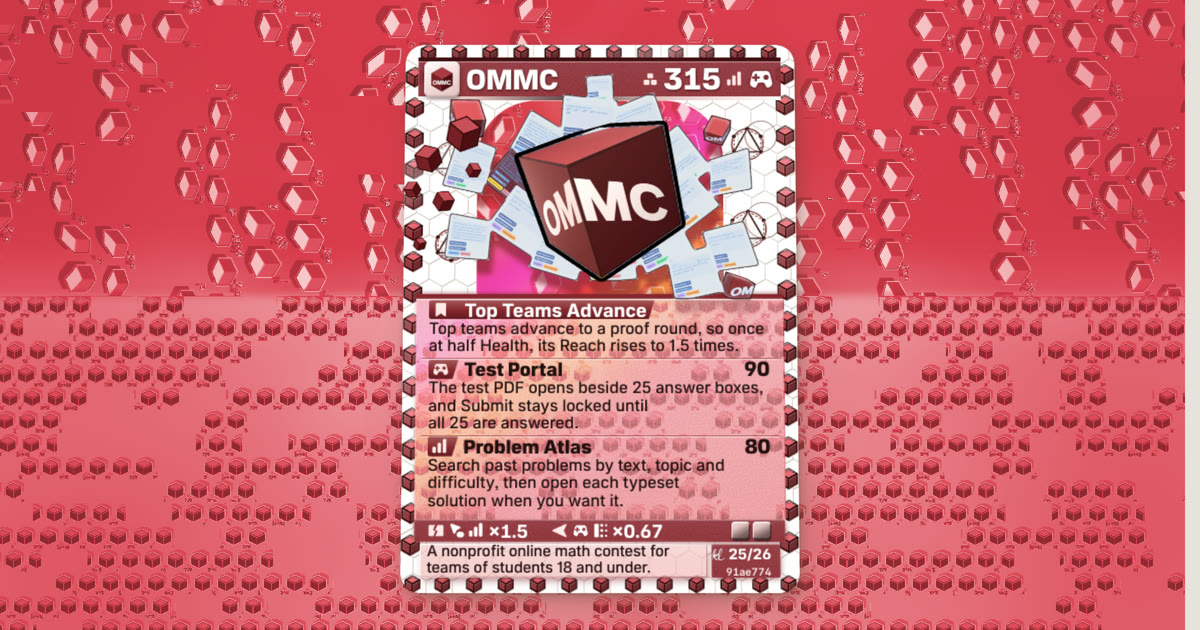 OMMC
OMMC
315
OMMC
OM
OM
Top Teams Advance
Top teams advance to a proof round, so once
at half Health, its Reach rises to 1.5 times.
Test Portal
90
The test PDF opens beside 25 answer boxes,
and Submit stays locked until
all 25 are answered.
Problem Atlas
80
Search past problems by text, topic and
difficulty, then open each typeset
solution when you want it.
×1.5
×0.67
A nonprofit online math contest for
teams of students 18 and under.
25/26
91ae774